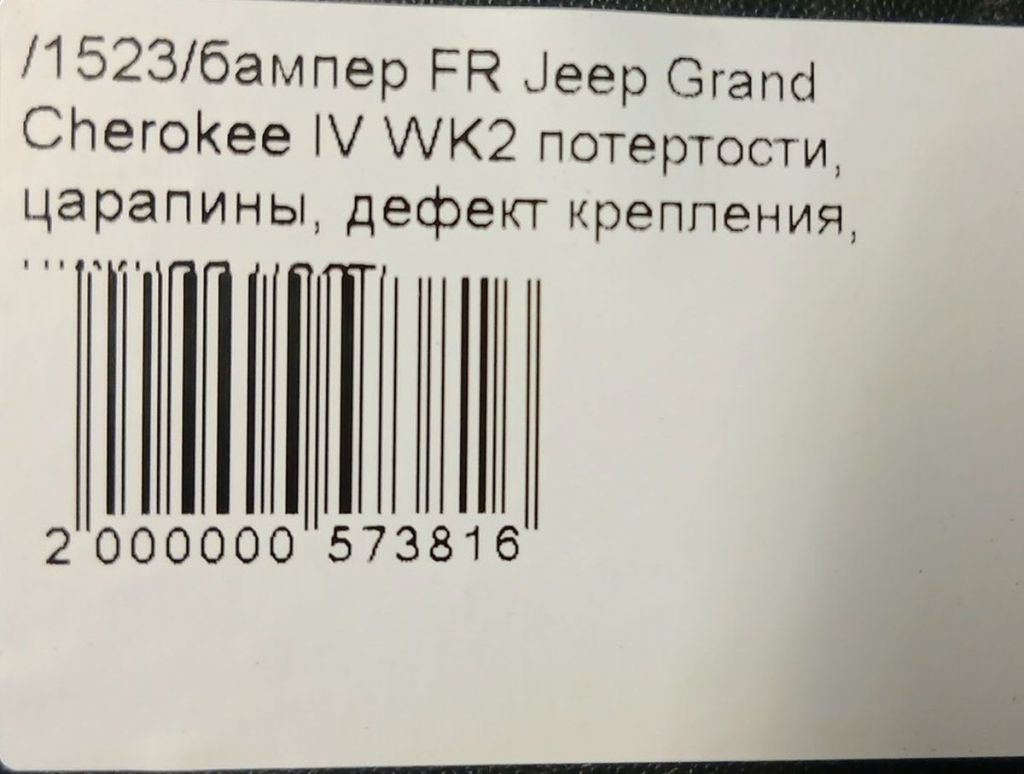 /1523/бампер FR Jeep Grand
Cherokee IV WK2 потертости,
царапины, дефект крепления,
2 000000 573816